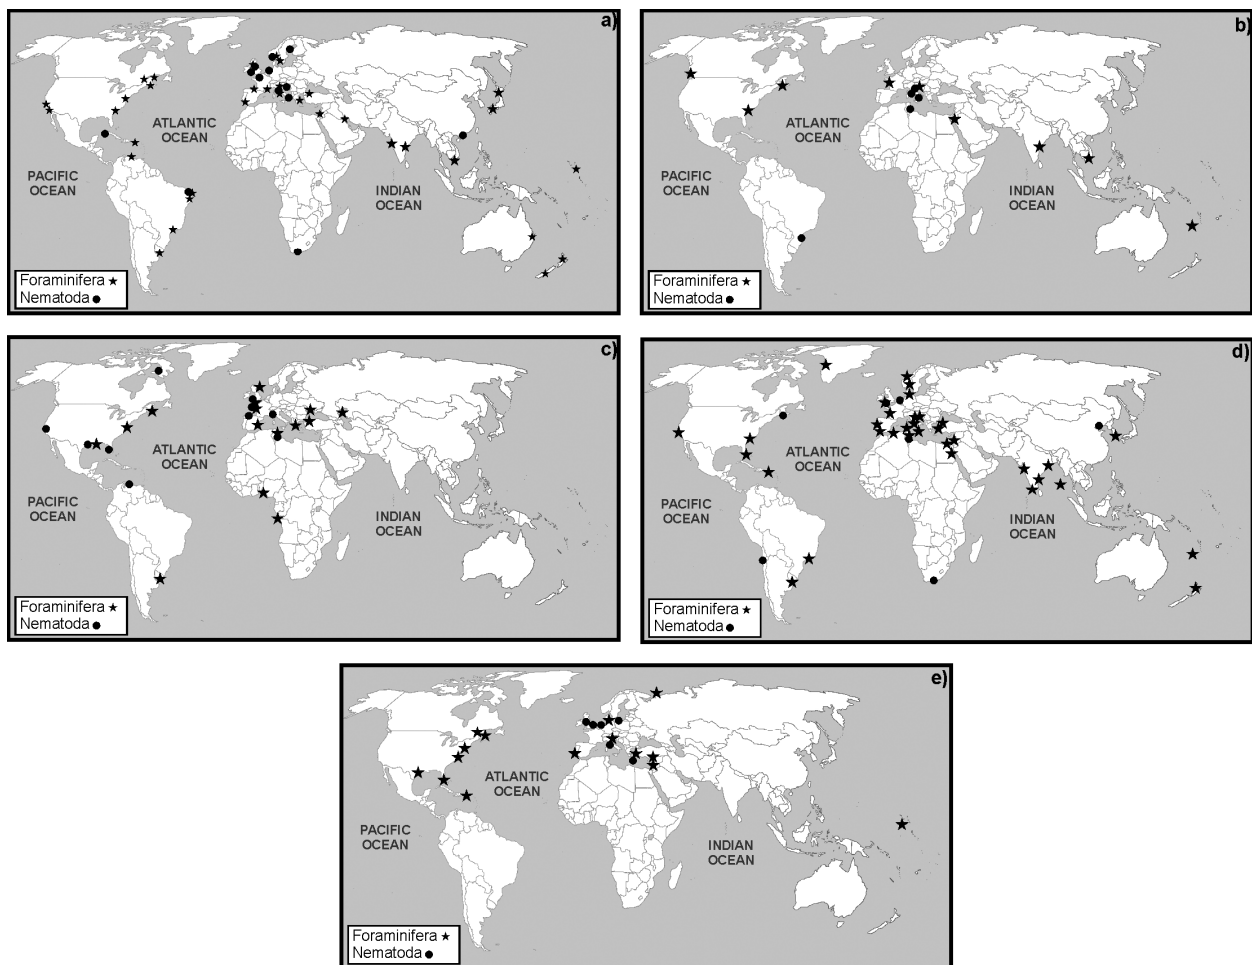 a)
ATLANTIC
OCEAN
PACIFIC
OCEAN
INDIAN
OCEAN
Foraminifera
Nematoda
b)
ATLANTIC
OCEAN
PACIFIC
OCEAN
INDIAN
OCEAN
Foraminifera
Nematoda
c)
ATLANTIC
OCEAN
PACIFIC
OCEAN
INDIAN
OCEAN
Foraminifera
Nematoda
d)
ATLANTIC
OCEAN
PACIFIC
OCEAN
INDIAN
OCEAN
Foraminifera
Nematoda
e)
ATLANTIC
OCEAN
PACIFIC
OCEAN
INDIAN
OCEAN
Foraminifera
Nematoda